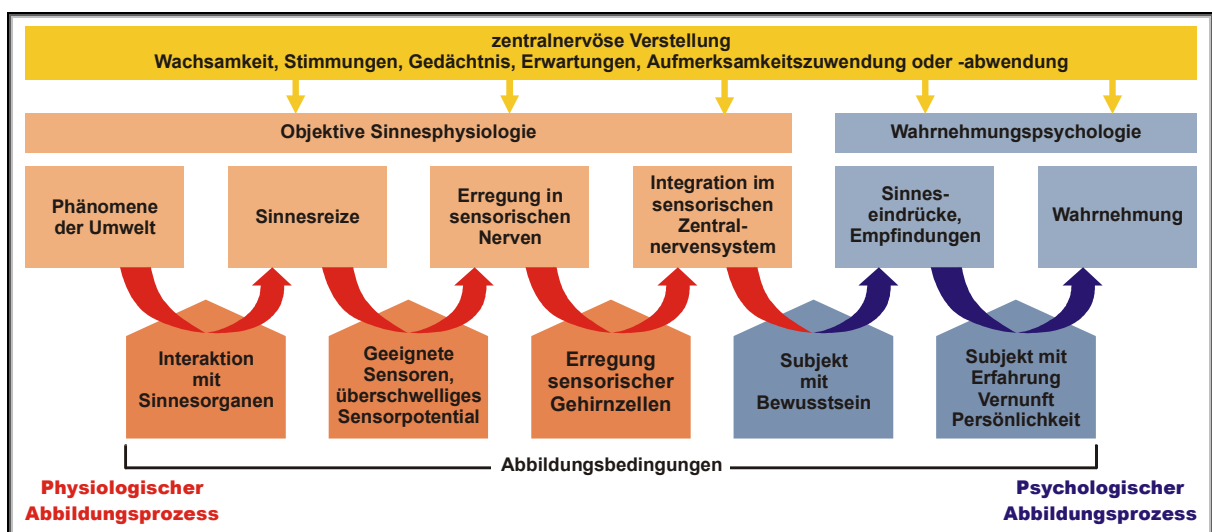 zentralnervöse Verstellung
Wachsamkeit, Stimmungen, Gedächtnis, Erwartungen, Aufmerksamkeitszuwendung oder -abwendung
Objektive Sinnesphysiologie
Wahrnehmungspsychologie
Phänomene
der Umwelt
Sinnesreize
Erregung in
sensorischen
Nerven
Integration im
sensorischen
Zentral-
nervensystem
Sinnes-
eindrücke,
Empfindungen
Wahrnehmung
Interaktion
mit
Sinnesorganen
Geeignete
Sensoren,
überschwelliges
Sensorpotential
Erregung
sensorischer
Gehirnzellen
Subjekt
mit
Bewusstsein
Subjekt mit
Erfahrung
Vernunft
Persönlichkeit
Abbildungsbedingungen
Physiologischer
Abbildungsprozess
Psychologischer
Abbildungsprozess